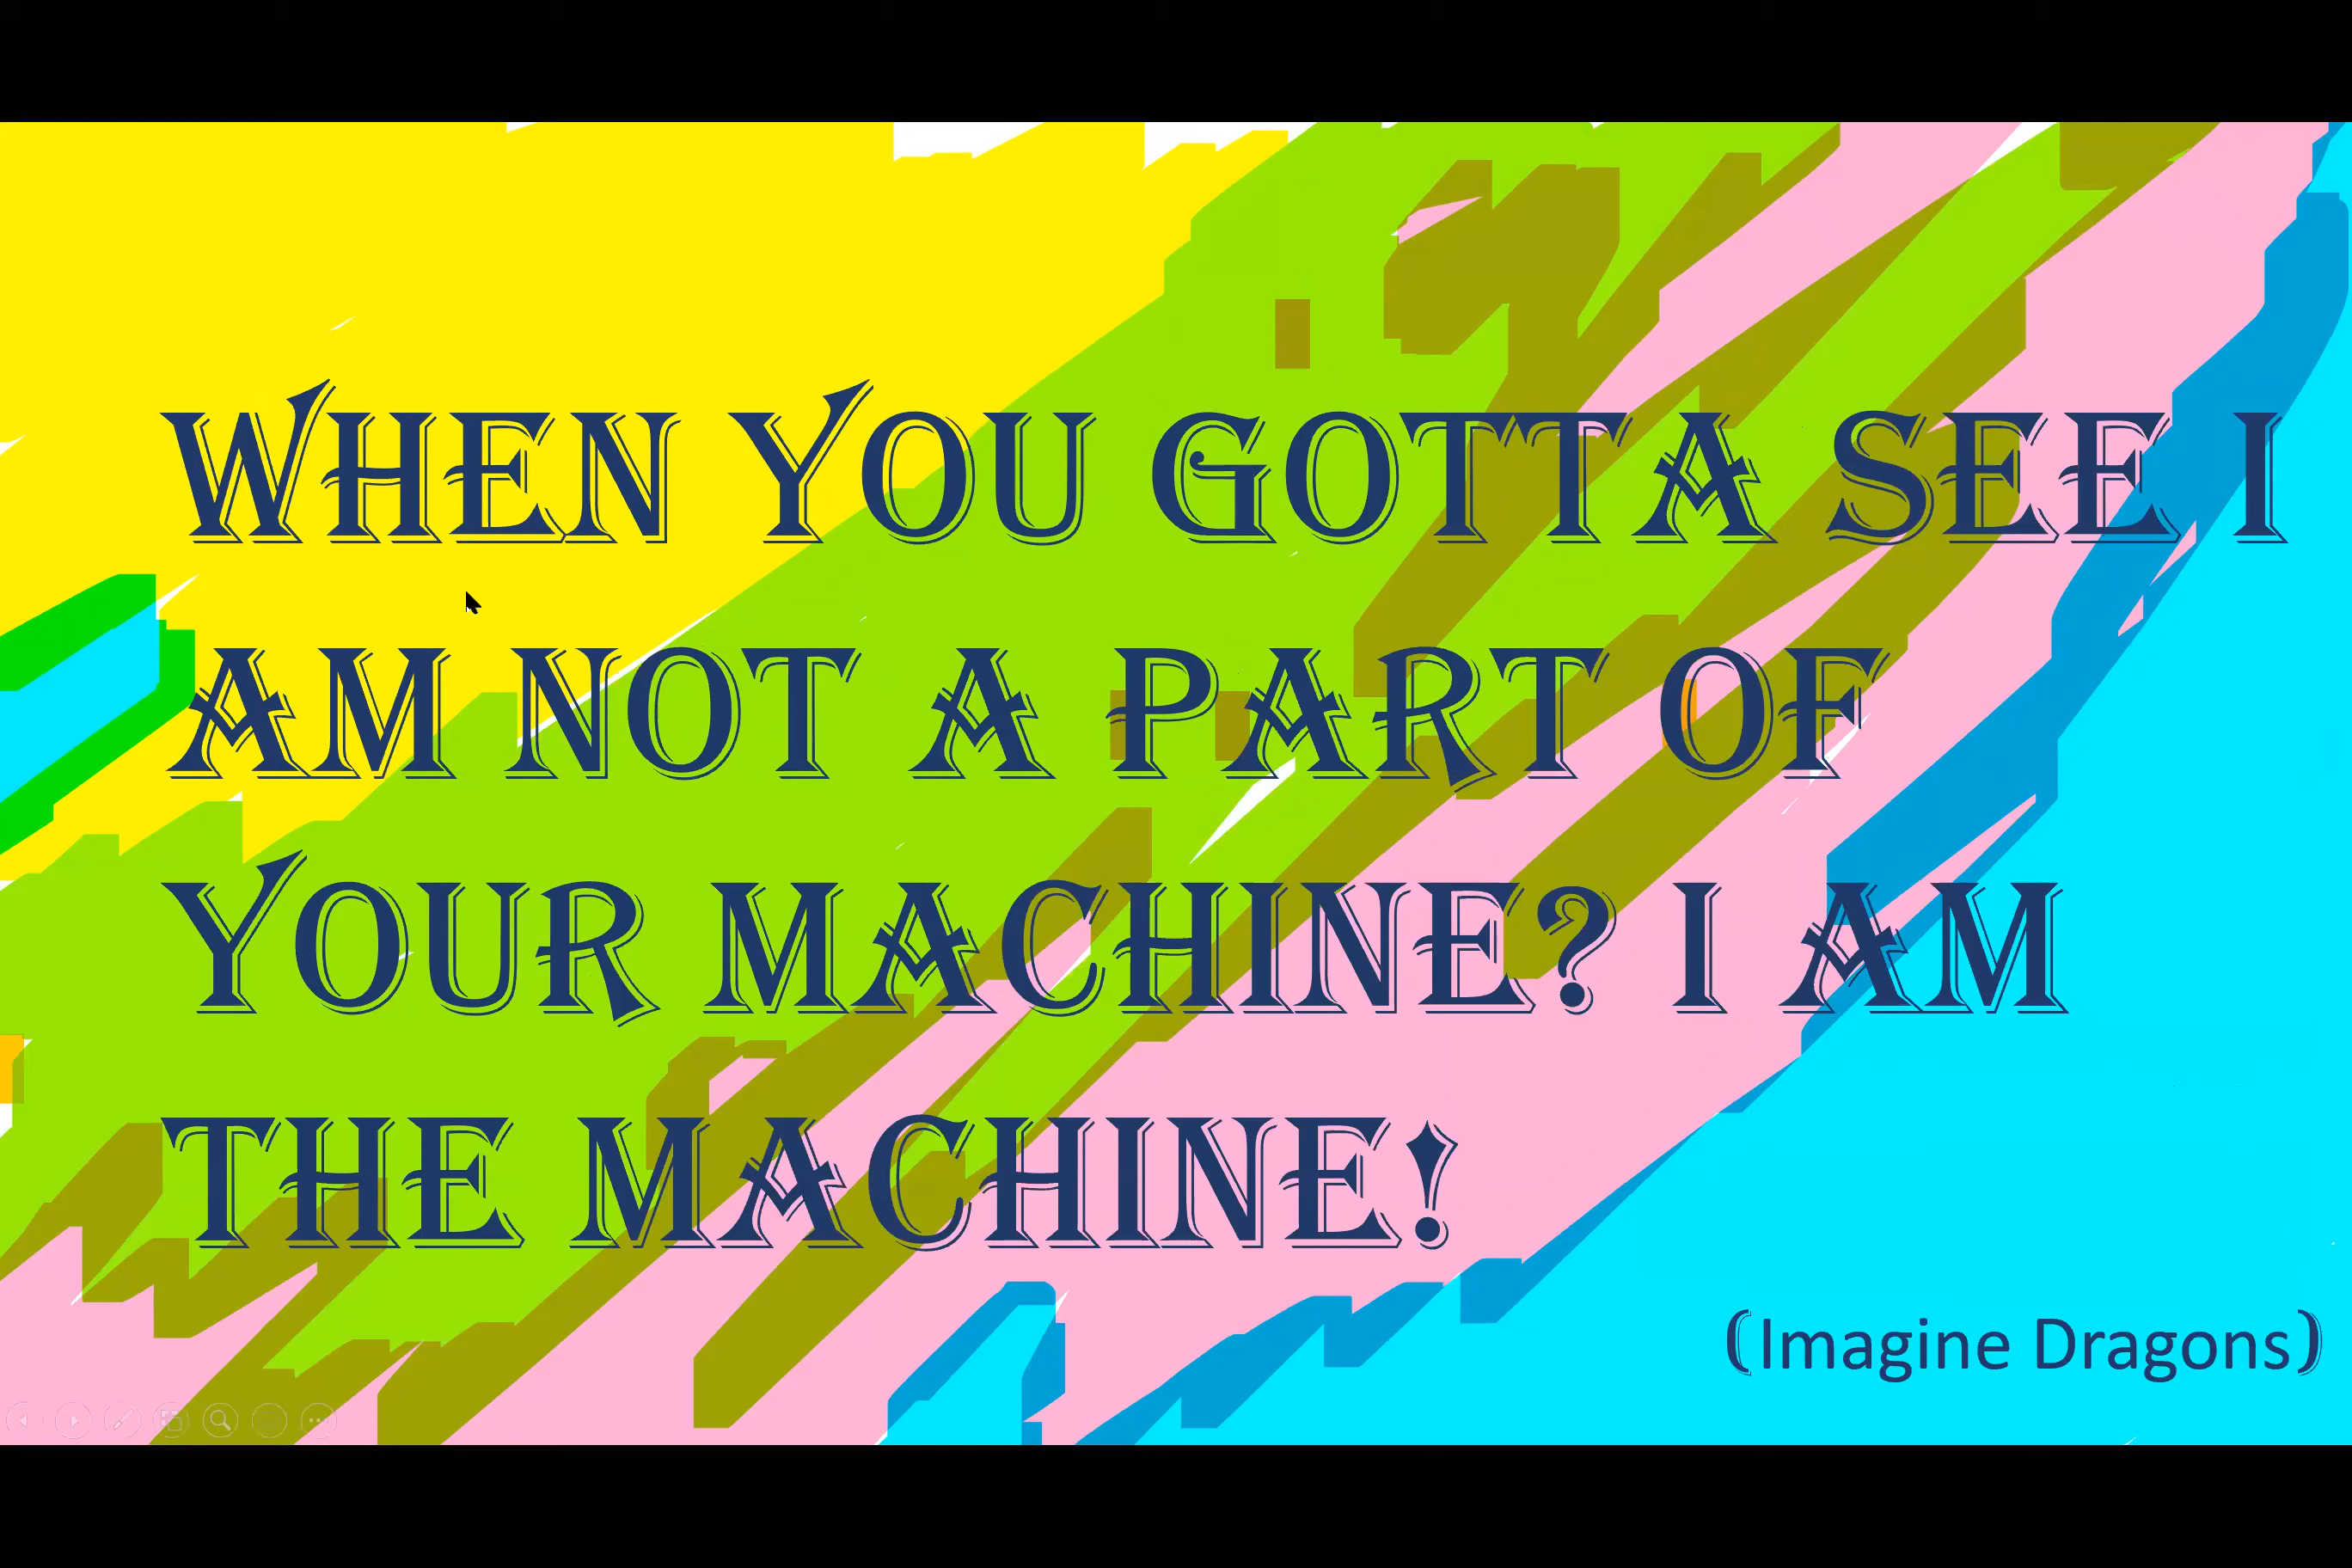 When You Gotta See I
am not a Part of
Your machine? I am
the Machine!
(Imagine Dragons)